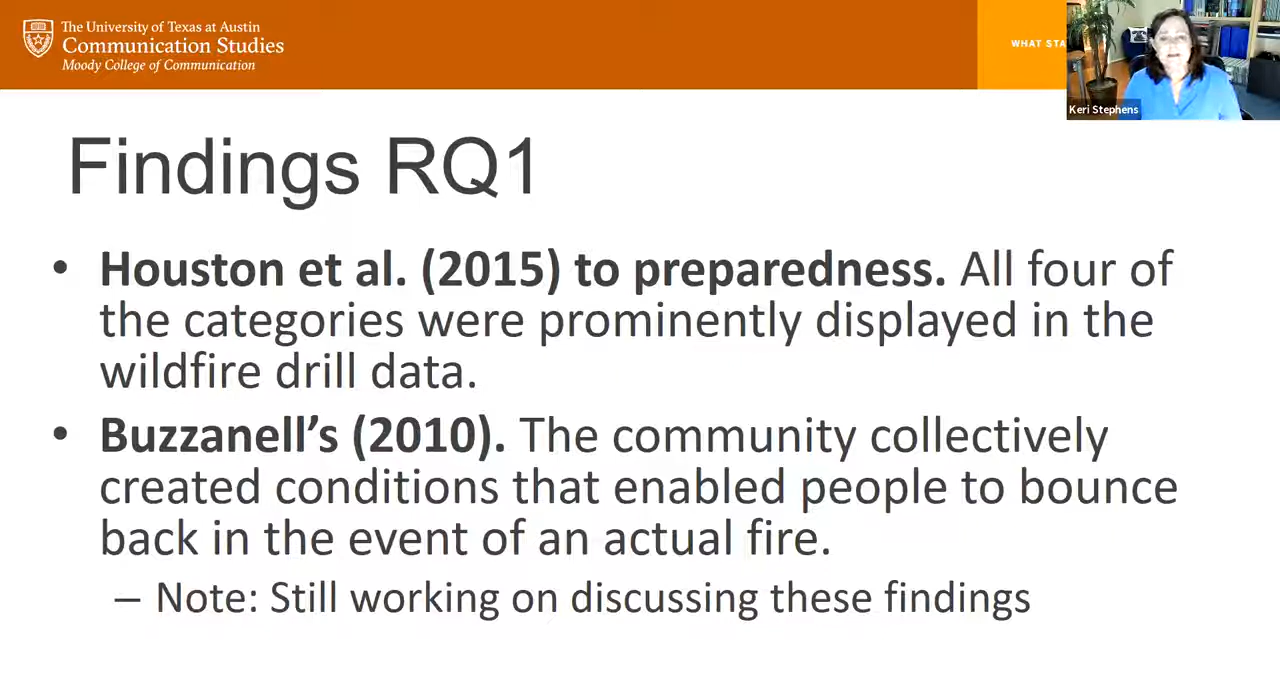 The University of Texas at Austin
Communication Studies
Moody College of Communication
WHAT STA
Keri Stephens
Findings RQ1
• Houston et al. (2015) to preparedness. All four of
the categories were prominently displayed in the
wildfire drill data.
• Buzzanell’s (2010). The community collectively
created conditions that enabled people to bounce
back in the event of an actual fire.
– Note: Still working on discussing these findings